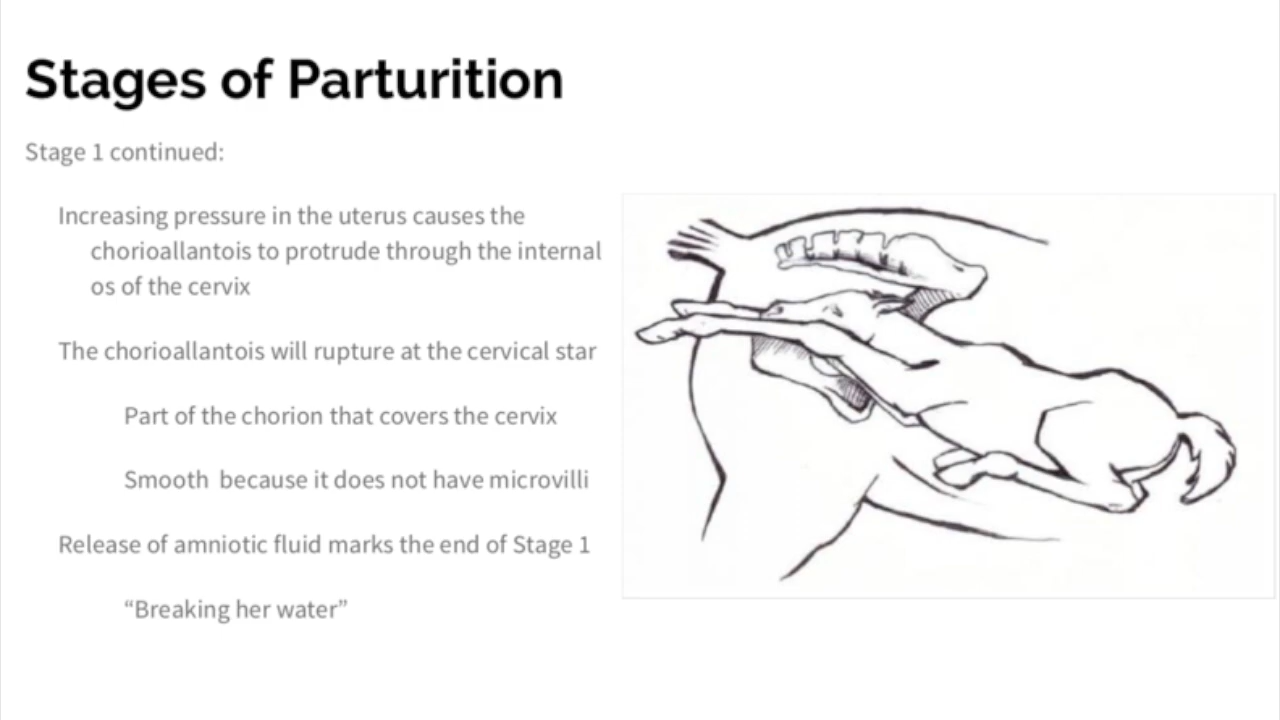 Stages of Parturition
Stage 1 continued:
Increasing pressure in the uterus causes the
chorioallantois to protrude through the internal
os of the cervix
The chorioallantois will rupture at the cervical star
Part of the chorion that covers the cervix
Smooth because it does not have microvilli
Release of amniotic fluid marks the end of Stage 1
“Breaking her water”